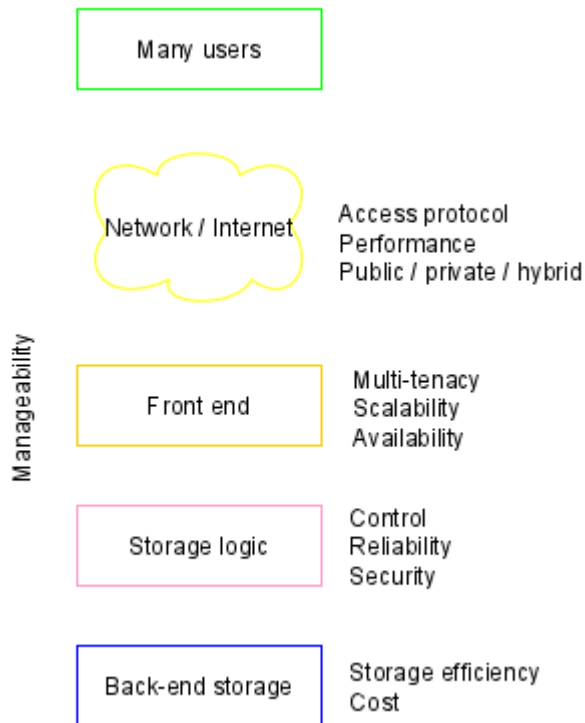 Many users
Network / Internet
Access protocol
Performance
Public / private / hybrid
Manageability
Front end
Multi-tenacy
Scalability
Availability
Storage logic
Control
Reliability
Security
Back-end storage
Storage efficiency
Cost